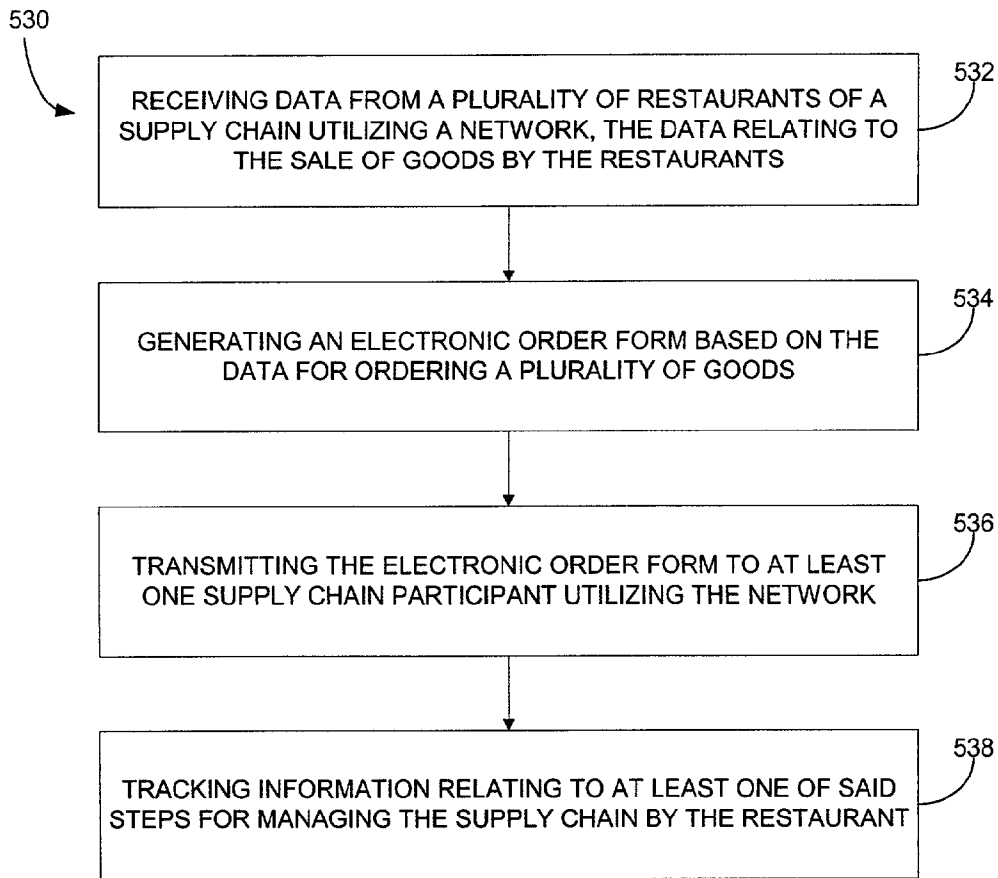 530
532
RECEIVING DATA FROM A PLURALITY OF RESTAURANTS OF A
SUPPLY CHAIN UTILIZING A NETWORK, THE DATA RELATING TO
THE SALE OF GOODS BY THE RESTAURANTS
534
GENERATING AN ELECTRONIC ORDER FORM BASED ON THE
DATA FOR ORDERING A PLURALITY OF GOODS
536
TRANSMITTING THE ELECTRONIC ORDER FORM TO AT LEAST
ONE SUPPLY CHAIN PARTICIPANT UTILIZING THE NETWORK
538
TRACKING INFORMATION RELATING TO AT LEAST ONE OF SAID
STEPS FOR MANAGING THE SUPPLY CHAIN BY THE RESTAURANT